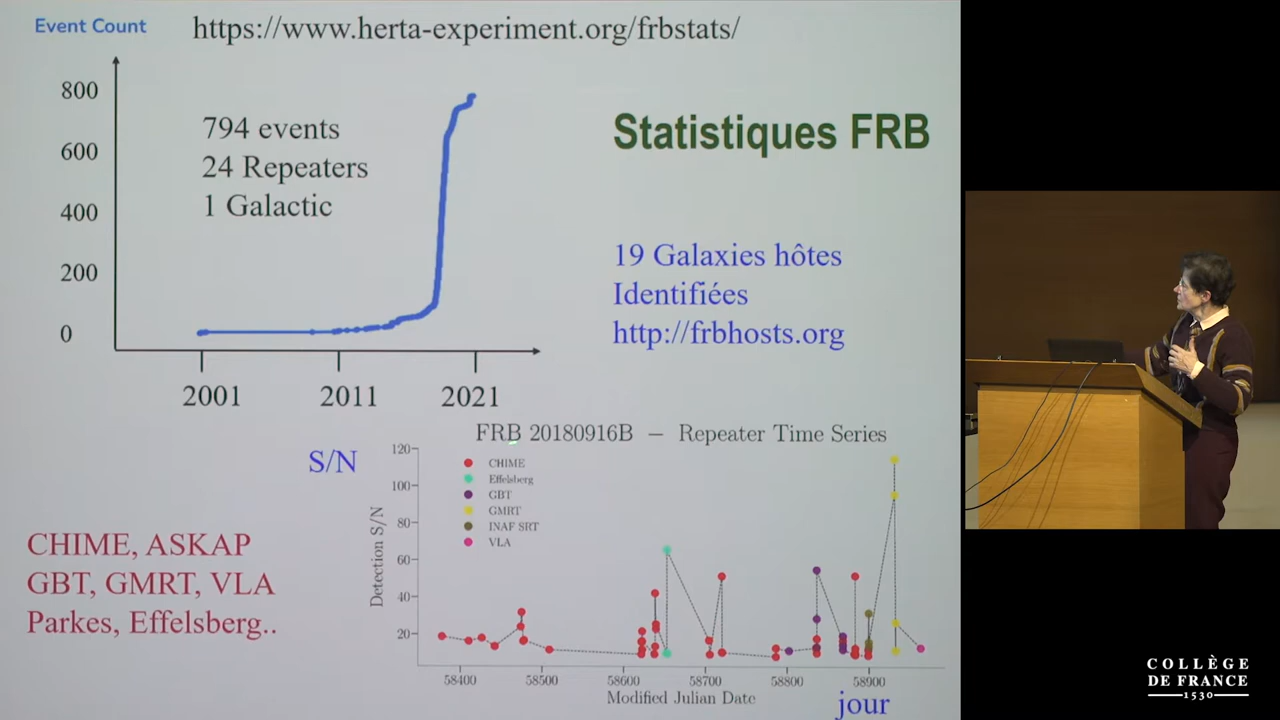 Event Count
https://www.herta-experiment.org/frbstats/
800
600
400
200
0
794 events
24 Repeaters
1 Galactic
2001
2011
2021
Statistiques FRB
19 Galaxies hôtes
Identifiées
http://frbhosts.org
S/N
CHIME, ASKAP
GBT, GMRT, VLA
Parkes, Effelsberg..
FRB 20180916B — Repeater Time Series
Detection S/N
120
100
80
60
40
20
CHIME
Effelsberg
GBT
GMRT
INAF SRT
VLA
58400
58500
58600
58700
58800
58900
Modified Julian Date
jour
COLLÈGE
DE FRANCE
1530